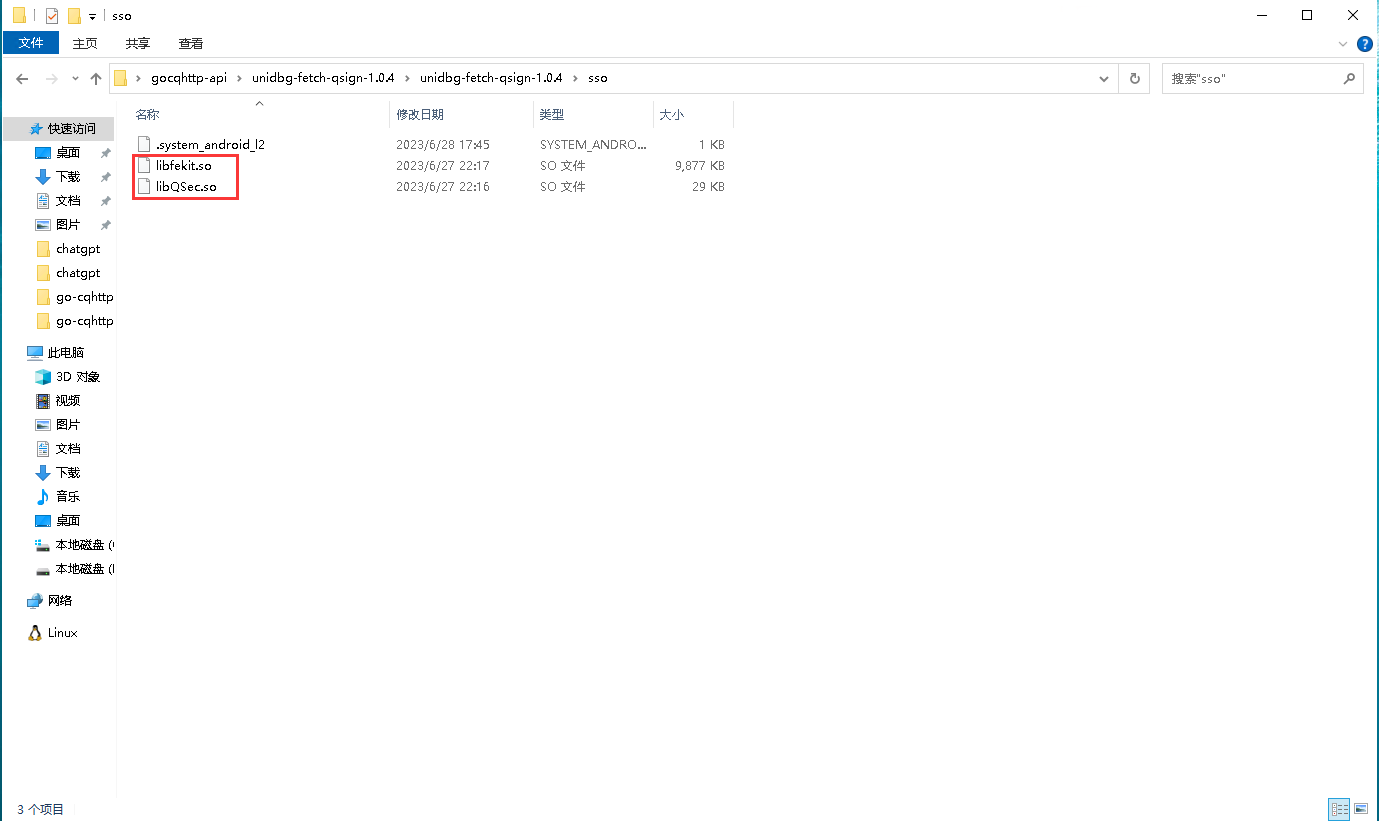 sso
文件 主页 共享 查看
gocqhttp-api unidbg-fetch-qsign-1.0.4 unidbg-fetch-qsign-1.0.4 sso
搜索"sso"
名称 修改日期 类型 大小
.system_android_l2 2023/6/28 17:45 SYSTEM_ANDRO... 1 KB
libfekit.so 2023/6/27 22:17 SO 文件 9,877 KB
libQSec.so 2023/6/27 22:16 SO 文件 29 KB
快速访问
桌面
下载
文档
图片
chatgpt
chatgpt
go-cqhttp
go-cqhttp
此电脑
3D 对象
视频
图片
文档
下载
音乐
桌面
本地磁盘 (
本地磁盘 (
网络
Linux
3 个项目